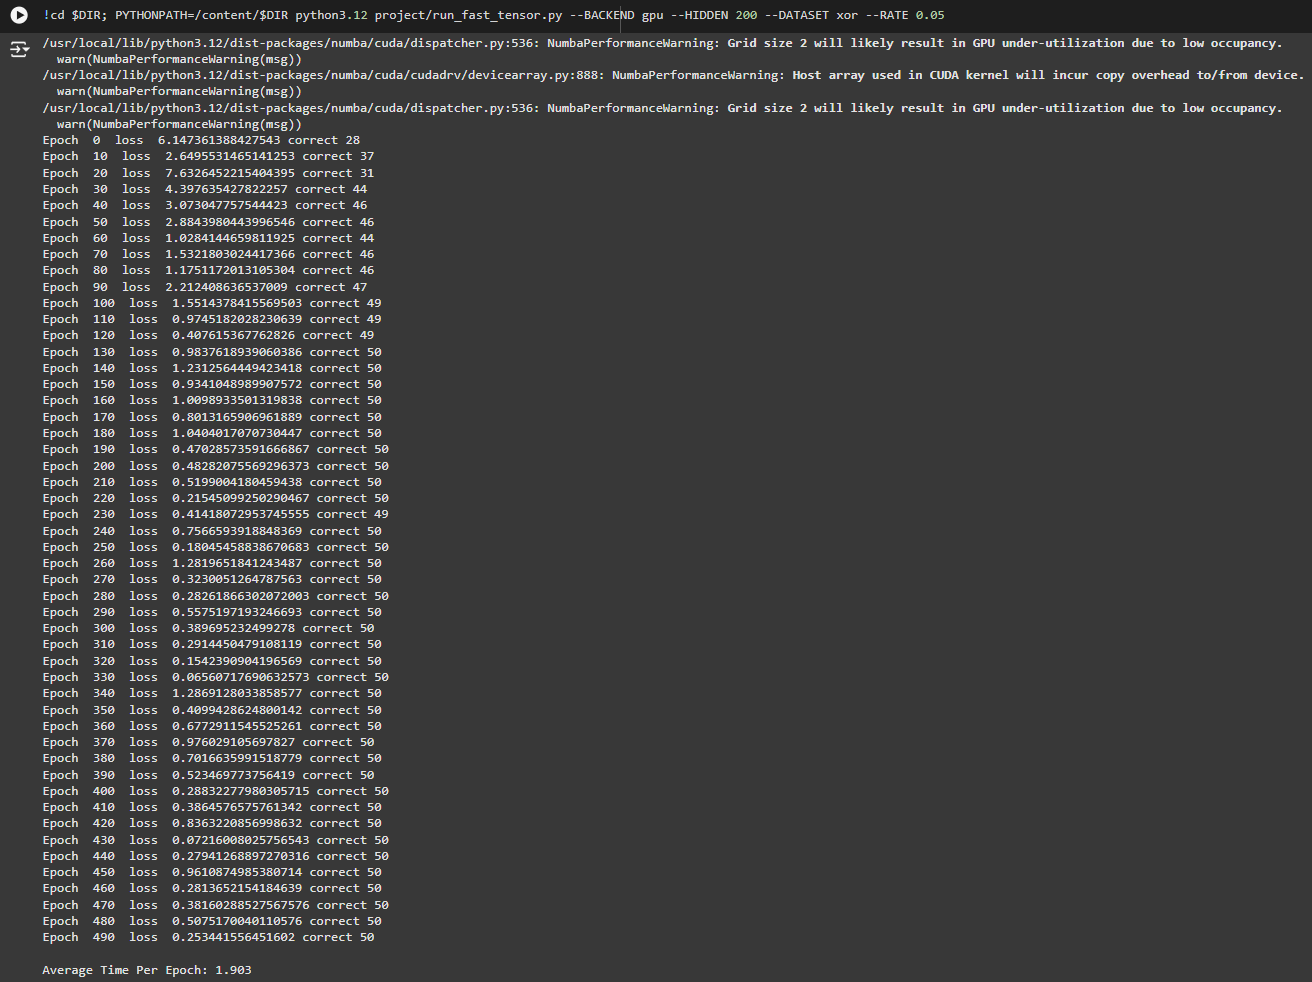 !cd $DIR; PYTHONPATH=/content/$DIR python3.12 project/run_fast_tensor.py --BACKEND gpu --HIDDEN 200 --DATASET xor --RATE 0.05
/usr/local/lib/python3.12/dist-packages/numba/cuda/dispatcher.py:536: NumbaPerformanceWarning: Grid size 2 will likely result in GPU under-utilization due to low occupancy.
  warn(NumbaPerformanceWarning(msg))
/usr/local/lib/python3.12/dist-packages/numba/cuda/cudadrv/devicearray.py:888: NumbaPerformanceWarning: Host array used in CUDA kernel will incur copy overhead to/from device.
  warn(NumbaPerformanceWarning(msg))
/usr/local/lib/python3.12/dist-packages/numba/cuda/dispatcher.py:536: NumbaPerformanceWarning: Grid size 2 will likely result in GPU under-utilization due to low occupancy.
  warn(NumbaPerformanceWarning(msg))
Epoch  0  loss  6.147361388427543 correct 28
Epoch  10  loss  2.6495531465141253 correct 37
Epoch  20  loss  7.6326452215404395 correct 31
Epoch  30  loss  4.397635427822257 correct 44
Epoch  40  loss  3.073047757544423 correct 46
Epoch  50  loss  2.8843980443996546 correct 46
Epoch  60  loss  1.0284144659811925 correct 44
Epoch  70  loss  1.5321803024417366 correct 46
Epoch  80  loss  1.1751172013105304 correct 46
Epoch  90  loss  2.212408636537009 correct 47
Epoch  100  loss  1.5514378415569503 correct 49
Epoch  110  loss  0.9745182028230639 correct 49
Epoch  120  loss  0.407615367762826 correct 49
Epoch  130  loss  0.9837618939060386 correct 50
Epoch  140  loss  1.2312564449423418 correct 50
Epoch  150  loss  0.9341048989907572 correct 50
Epoch  160  loss  1.0098933501319838 correct 50
Epoch  170  loss  0.8013165906961889 correct 50
Epoch  180  loss  1.0404017070730447 correct 50
Epoch  190  loss  0.47028573591666867 correct 50
Epoch  200  loss  0.48282075569296373 correct 50
Epoch  210  loss  0.5199004180459438 correct 50
Epoch  220  loss  0.21545099250290467 correct 50
Epoch  230  loss  0.41418072953745555 correct 49
Epoch  240  loss  0.7566593918848369 correct 50
Epoch  250  loss  0.18045458838670683 correct 50
Epoch  260  loss  1.2819651841243487 correct 50
Epoch  270  loss  0.3230051264787563 correct 50
Epoch  280  loss  0.28261866302072003 correct 50
Epoch  290  loss  0.5575197193246693 correct 50
Epoch  300  loss  0.389695232499278 correct 50
Epoch  310  loss  0.2914450479108119 correct 50
Epoch  320  loss  0.1542390904196569 correct 50
Epoch  330  loss  0.06560717690632573 correct 50
Epoch  340  loss  1.2869128033858577 correct 50
Epoch  350  loss  0.4099428624800142 correct 50
Epoch  360  loss  0.6772911545525261 correct 50
Epoch  370  loss  0.976029105697827 correct 50
Epoch  380  loss  0.7016635991518779 correct 50
Epoch  390  loss  0.523469773756419 correct 50
Epoch  400  loss  0.28832277980305715 correct 50
Epoch  410  loss  0.3864576575761342 correct 50
Epoch  420  loss  0.8363220856998632 correct 50
Epoch  430  loss  0.07216008025756543 correct 50
Epoch  440  loss  0.27941268897270316 correct 50
Epoch  450  loss  0.9610874985380714 correct 50
Epoch  460  loss  0.2813652154184639 correct 50
Epoch  470  loss  0.38160288527567576 correct 50
Epoch  480  loss  0.5075170040110576 correct 50
Epoch  490  loss  0.253441556451602 correct 50
Average Time Per Epoch: 1.903